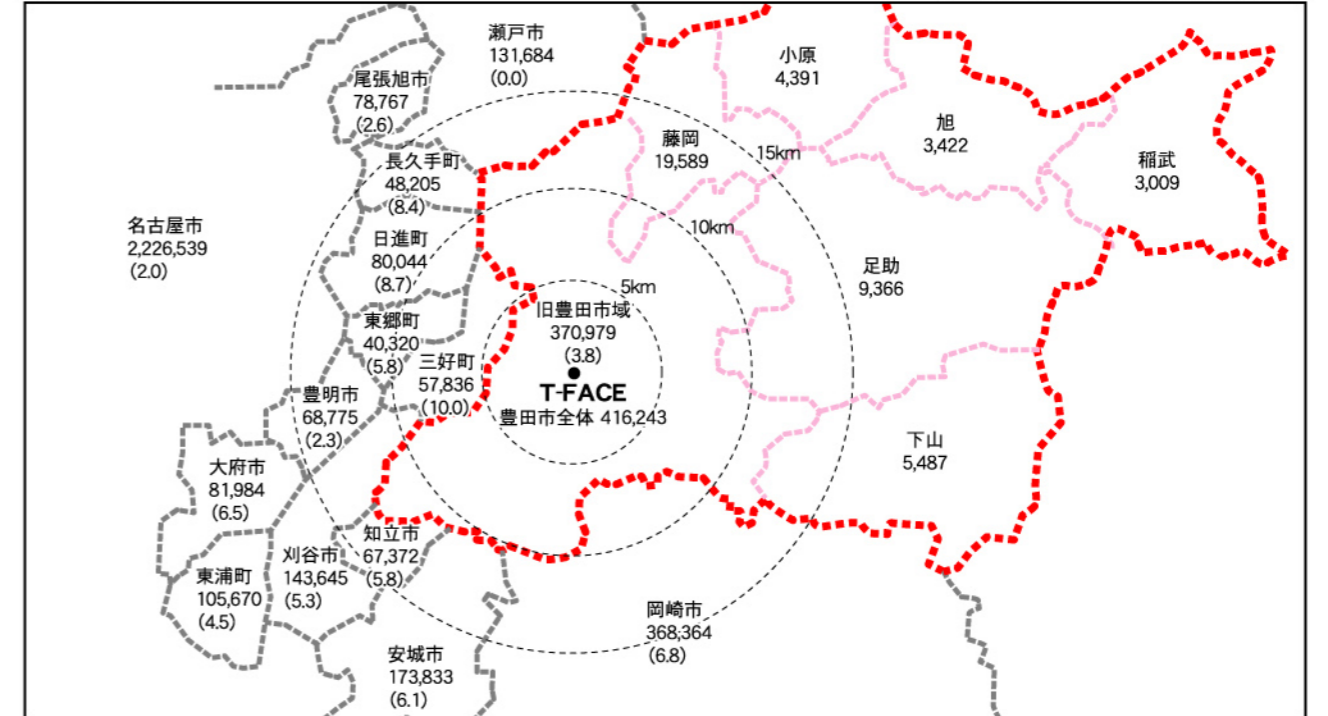 瀬戸市
131,684
(0.0)
小原
4,391
尾張旭市
78,767
(2.6)
旭
3,422
藤岡
19,589
15km
稲武
3,009
長久手町
48,205
(8.4)
名古屋市
2,226,539
(2.0)
10km
日進町
80,044
(8.7)
足助
9,366
5km
旧豊田市域
370,979
(3.8)
T-FACE
豊田市全体 416,243
東郷町
40,320
(5.8)
三好町
57,836
(10.0)
豊明市
68,775
(2.3)
下山
5,487
大府市
81,984
(6.5)
知立市
67,372
(5.8)
刈谷市
143,645
(5.3)
東浦町
105,670
(4.5)
岡崎市
368,364
(6.8)
安城市
173,833
(6.1)